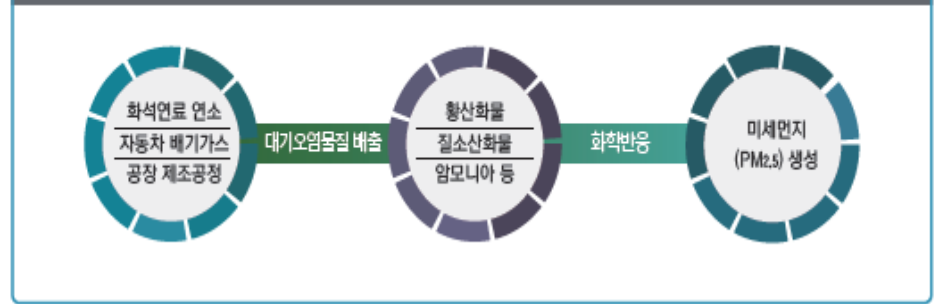 화석연료 연소
자동차 배기가스
공장 제조공정
대기오염물질 배출
황산화물
질소산화물
암모니아 등
화학반응
미세먼지
(PM2.5) 생성